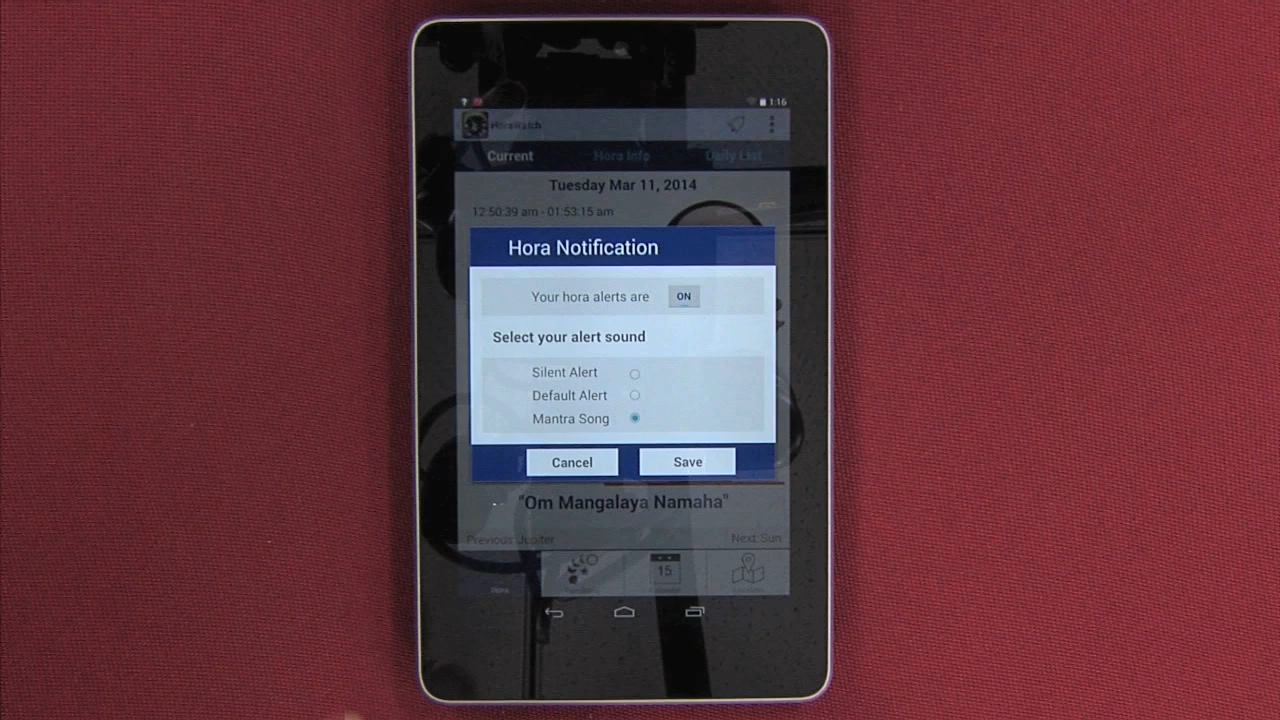 ? 1:16
HoraWatch
Current Hora Info Daily List
Tuesday Mar 11, 2014
12:50:39 am - 01:53:15 am
Hora Notification
Your hora alerts are ON
Select your alert sound
Silent Alert
Default Alert
Mantra Song
Cancel Save
"Om Mangalaya Namaha"
Previous: Jupiter Next: Sun
15
Hora